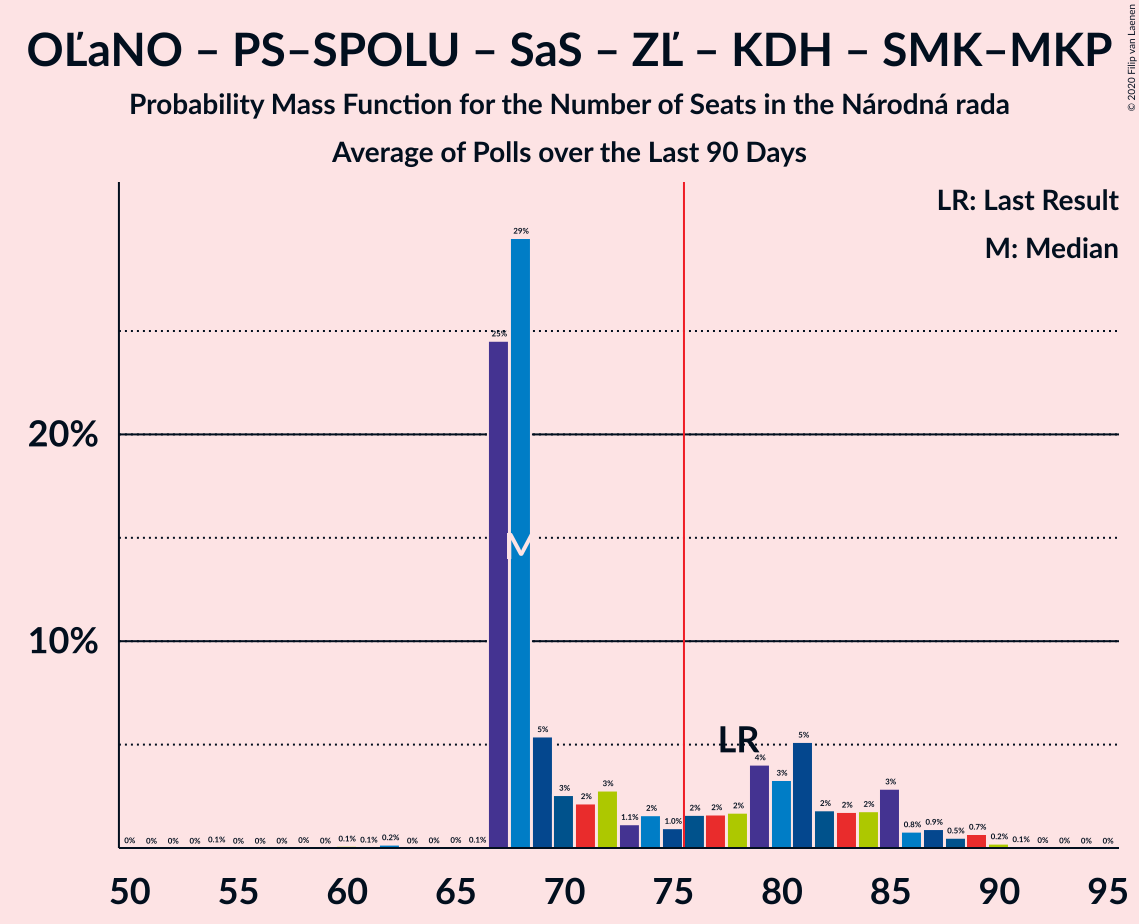 OĽaNO – PS–SPOLU – SaS – ZĽ – KDH – SMK–MKP
Probability Mass Function for the Number of Seats in the Národná rada
Average of Polls over the Last 90 Days
© 2020 Filip van Laenen
LR: Last Result
M: Median
20%
10%
0% 0% 0% 0% 0.1% 0% 0% 0% 0% 0% 0.1% 0.1% 0.2% 0% 0% 0% 0.1% 25% 29% 5% 3% 2% 3% 1.1% 2% 1.0% 2% 2% 2% 4% 3% 5% 2% 2% 2% 3% 0.8% 0.9% 0.5% 0.7% 0.2% 0.1% 0% 0% 0% 0%
M
LR
50 55 60 65 70 75 80 85 90 95